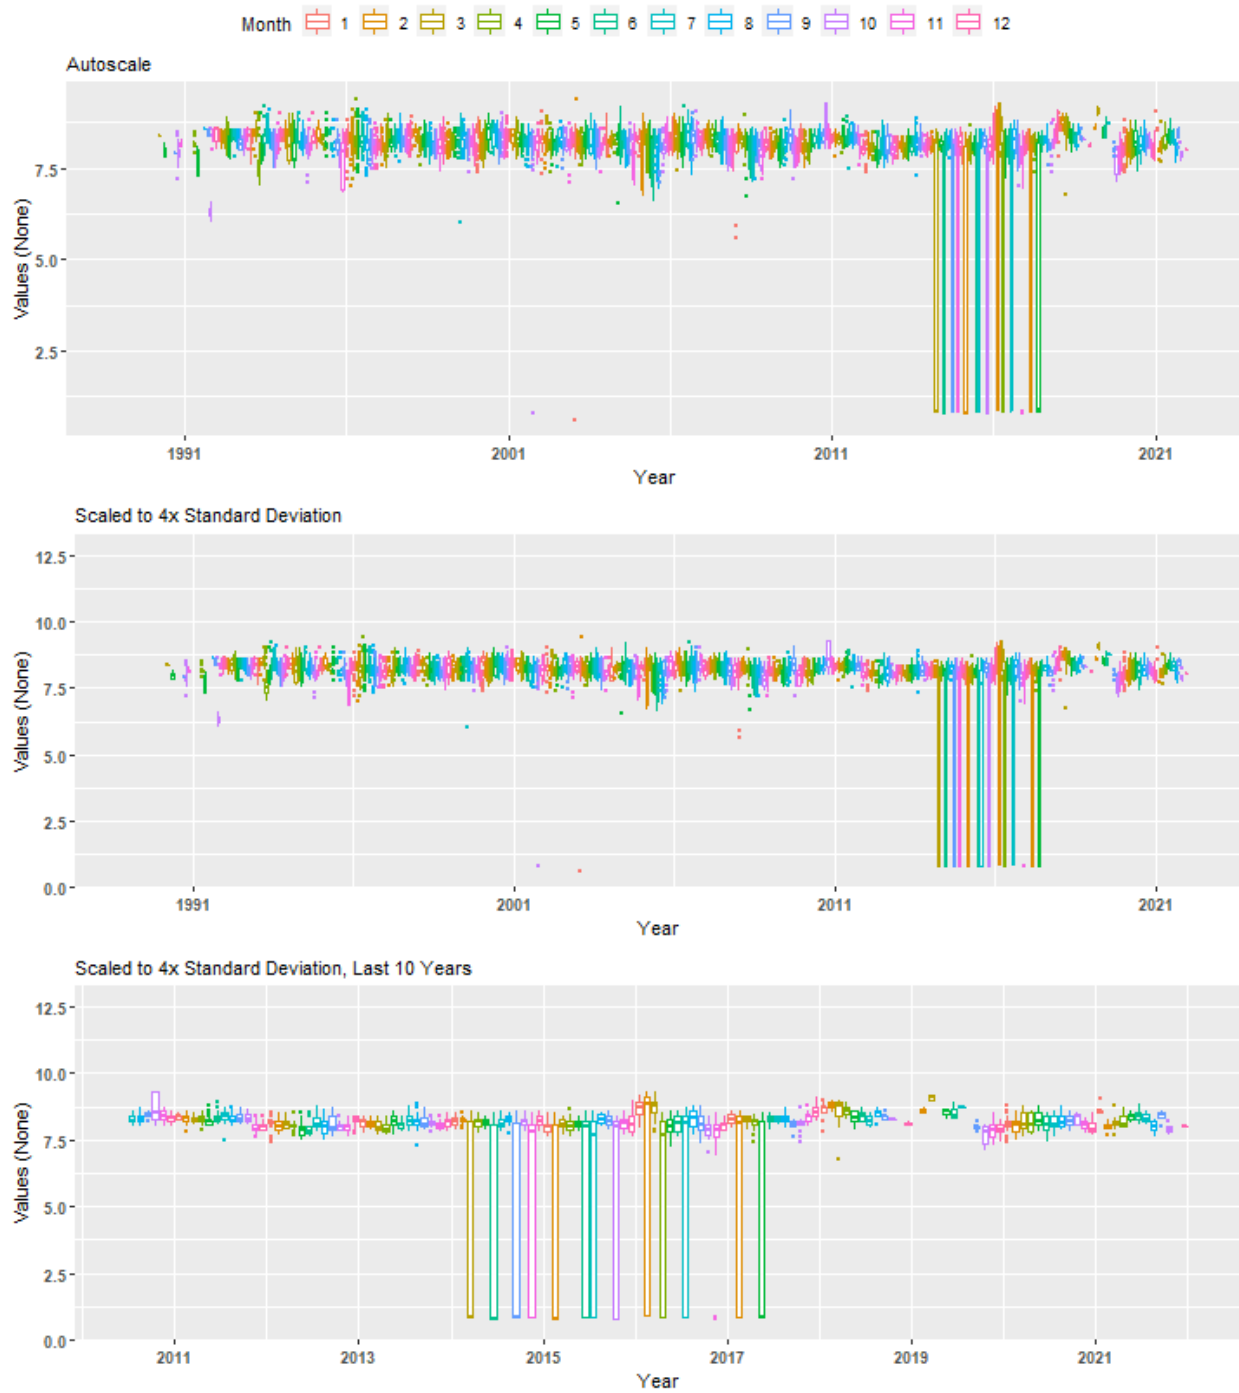 Month 1 2 3 4 5 6 7 8 9 10 11 12
Autoscale
Values (None)
7.5
5.0
2.5
1991 2001 2011 2021
Year
Scaled to 4x Standard Deviation
Values (None)
12.5
10.0
7.5
5.0
2.5
0.0
1991 2001 2011 2021
Year
Scaled to 4x Standard Deviation, Last 10 Years
Values (None)
12.5
10.0
7.5
5.0
2.5
0.0
2011 2013 2015 2017 2019 2021
Year